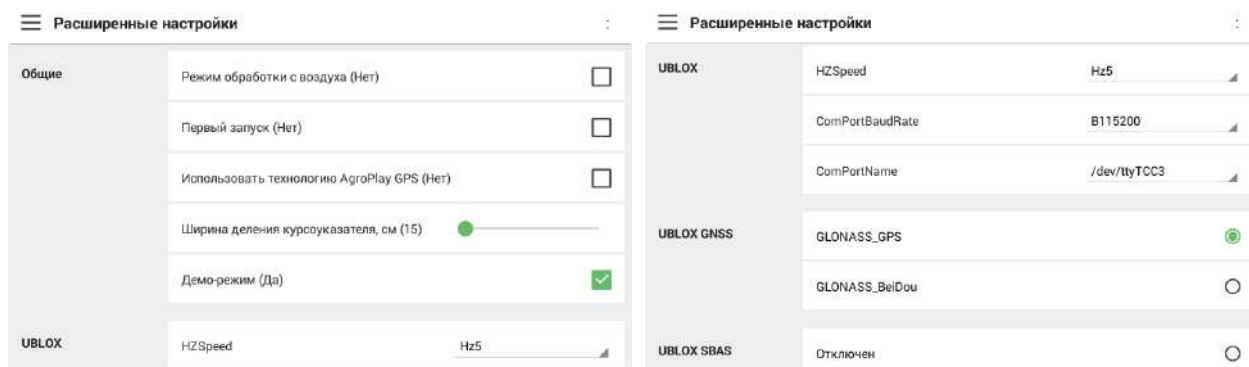 Расширенные настройки
Общие
Режим обработки с воздуха (Нет)
Первый запуск (Нет)
Использовать технологию AgroPlay GPS (Нет)
Ширина деления курсоуказателя, см (15)
Демо-режим (Да)
UBLOX
HZSpeed Hz5
Расширенные настройки
UBLOX
HZSpeed Hz5
ComPortBaudRate B115200
ComPortName /dev/ttyTCC3
UBLOX GNSS
GLONASS_GPS
GLONASS_BeiDou
UBLOX SBAS
Отключен